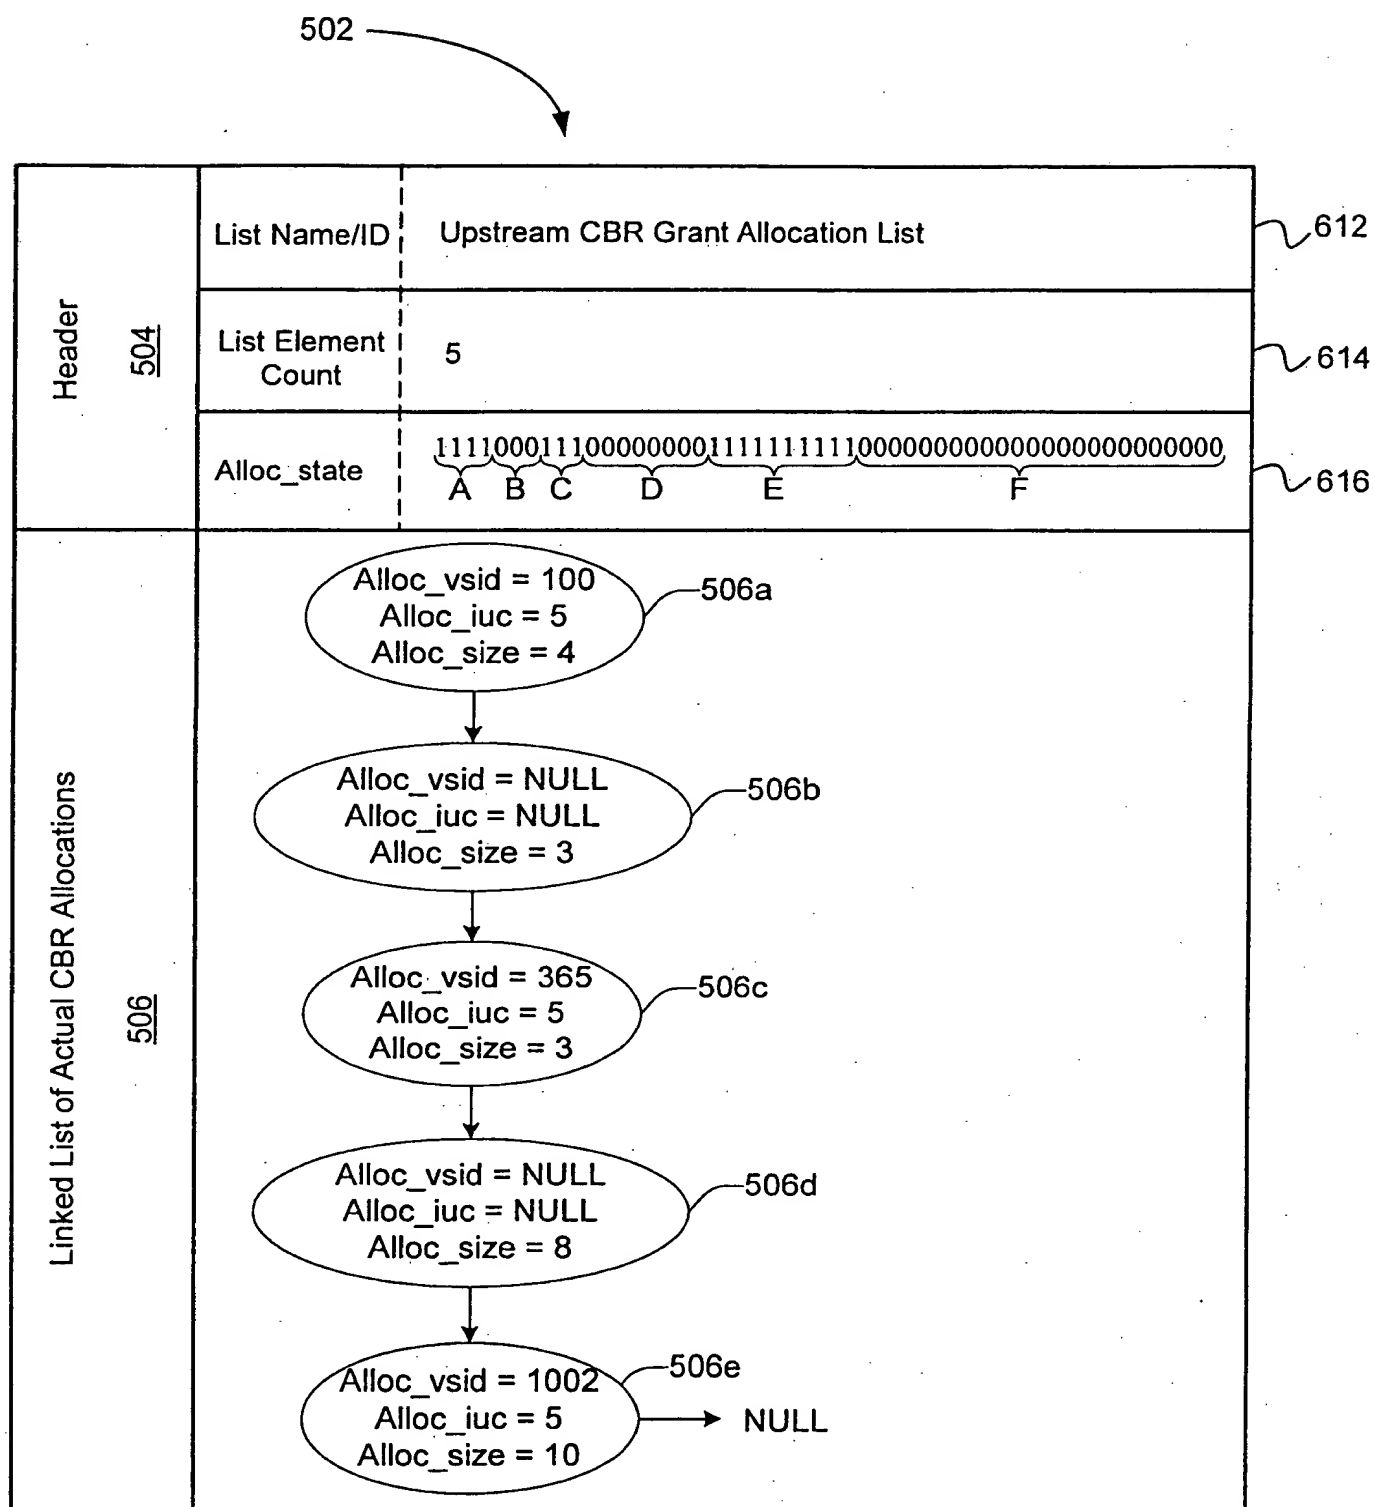 502
Header
504
List Name/ID
Upstream CBR Grant Allocation List
612
List Element
Count
5
614
Alloc_state
1111000111000000001111111111000000000000000000000000
A B C D E F
616
Linked List of Actual CBR Allocations
506
Alloc_vsid = 100
Alloc_iuc = 5
Alloc_size = 4
506a
Alloc_vsid = NULL
Alloc_iuc = NULL
Alloc_size = 3
506b
Alloc_vsid = 365
Alloc_iuc = 5
Alloc_size = 3
506c
Alloc_vsid = NULL
Alloc_iuc = NULL
Alloc_size = 8
506d
Alloc_vsid = 1002
Alloc_iuc = 5
Alloc_size = 10
506e
NULL